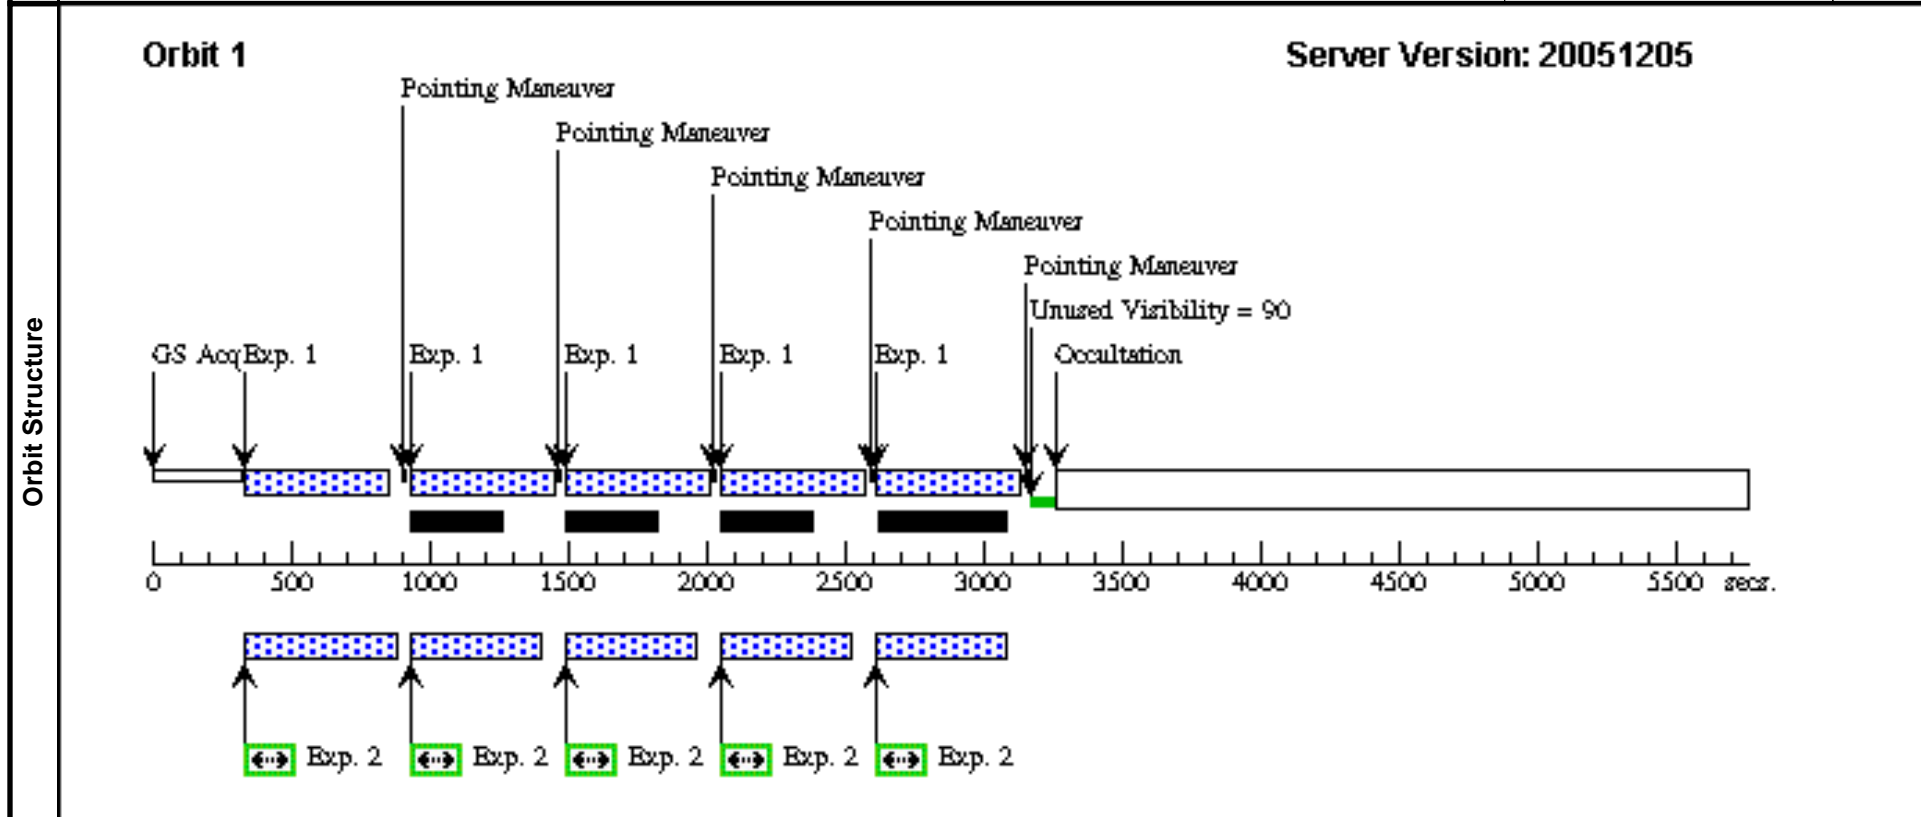 Orbit 1 Server Version: 20051205
Pointing Maneuver
Pointing Maneuver
Pointing Maneuver
Pointing Maneuver
Pointing Maneuver
Unused Visibility = 90
GS Acq Exp. 1 Exp. 1 Exp. 1 Exp. 1 Exp. 1 Occultation
Orbit Structure
0 500 1000 1500 2000 2500 3000 3500 4000 4500 5000 5500 secs.
Exp. 2 Exp. 2 Exp. 2 Exp. 2 Exp. 2